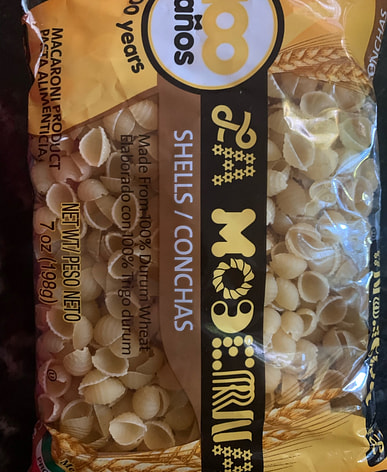 100
años
100 years
LA MODERNA
SHELLS / CONCHAS
Made From 100% Durum Wheat
Elaborado con 100% Trigo durum
MACARONI PRODUCT
PASTA ALIMENTICIA
NET WT/ PESO NETO
7 oz (198g)
CONCHAS